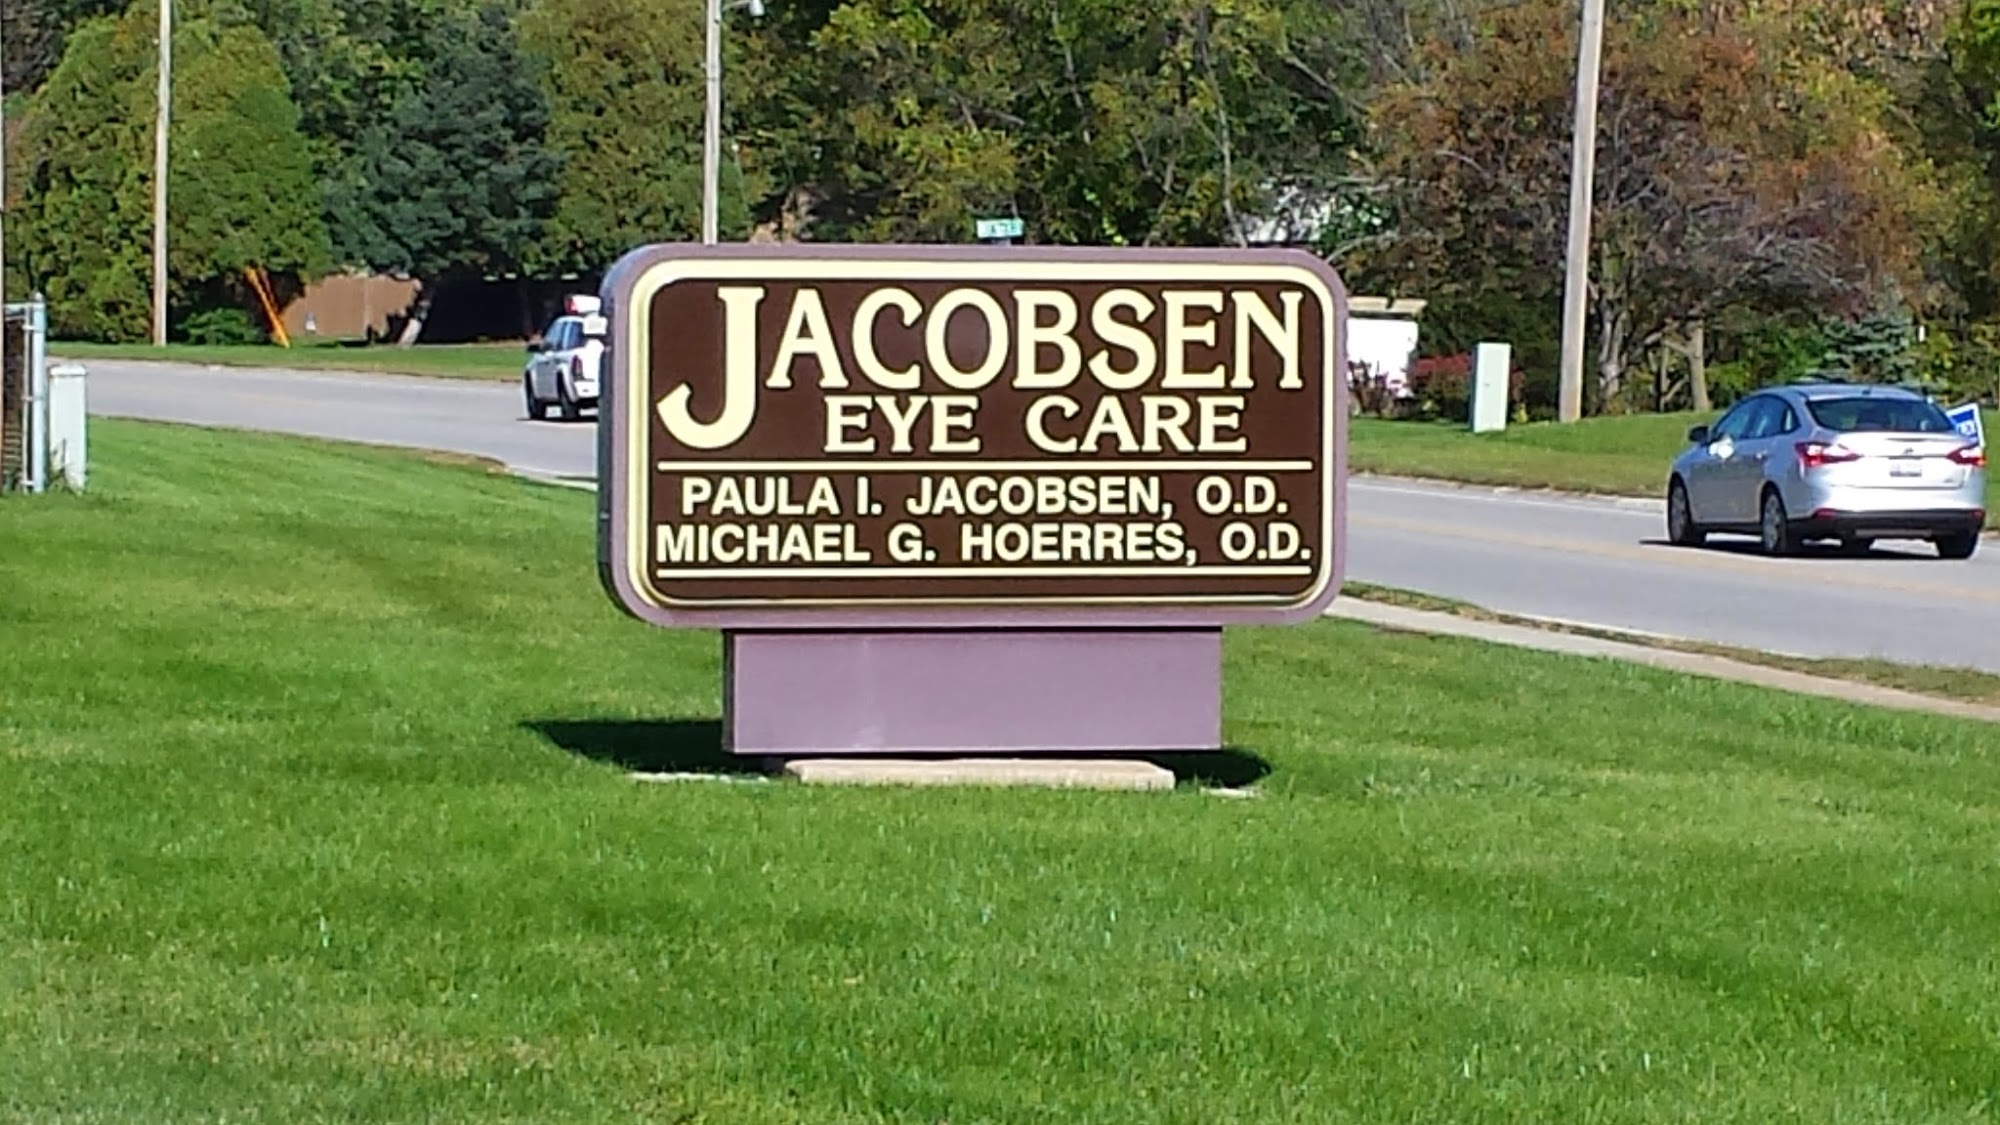 JACOBSEN
EYE CARE
PAULA I. JACOBSEN, O.D.
MICHAEL G. HOERRES, O.D.